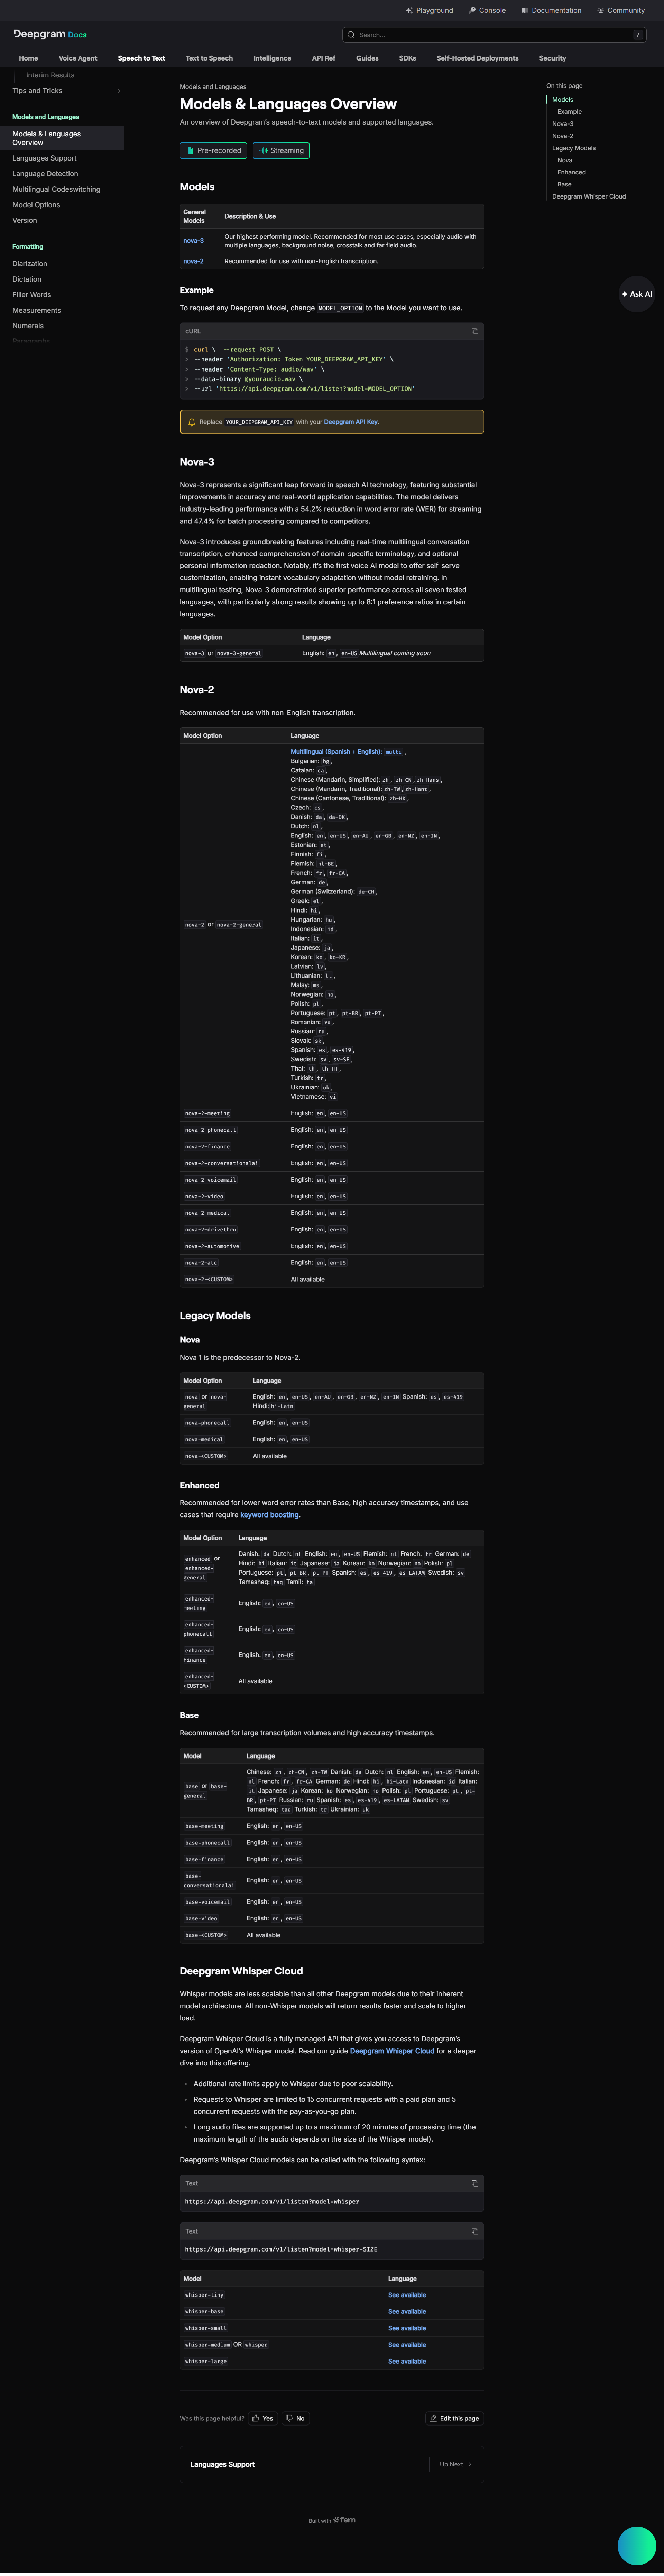 Playground Console Documentation Community
Deepgram Docs
Search...
/
Home Voice Agent Speech to Text Text to Speech Intelligence API Ref Guides SDKs Self-Hosted Deployments Security
Interim Results
Tips and Tricks
Models and Languages
Models & Languages
Overview
Languages Support
Language Detection
Multilingual Codeswitching
Model Options
Version
Formatting
Diarization
Dictation
Filler Words
Measurements
Numerals
Paragraphs
On this page
Models
Example
Nova-3
Nova-2
Legacy Models
Nova
Enhanced
Base
Deepgram Whisper Cloud
Ask AI
Models and Languages
Models & Languages Overview
An overview of Deepgram's speech-to-text models and supported languages.
Pre-recorded Streaming
Models
General
Models Description & Use
nova-3 Our highest performing model. Recommended for most use cases, especially audio with
multiple languages, background noise, crosstalk and far field audio.
nova-2 Recommended for use with non-English transcription.
Example
To request any Deepgram Model, change MODEL_OPTION to the Model you want to use.
cURL
$ curl \ --request POST \
> --header 'Authorization: Token YOUR_DEEPGRAM_API_KEY' \
> --header 'Content-Type: audio/wav' \
> --data-binary @youraudio.wav \
> --url 'https://api.deepgram.com/v1/listen?model=MODEL_OPTION'
Replace YOUR_DEEPGRAM_API_KEY with your Deepgram API Key.
Nova-3
Nova-3 represents a significant leap forward in speech AI technology, featuring substantial
improvements in accuracy and real-world application capabilities. The model delivers
industry-leading performance with a 54.2% reduction in word error rate (WER) for streaming
and 47.4% for batch processing compared to competitors.
Nova-3 introduces groundbreaking features including real-time multilingual conversation
transcription, enhanced comprehension of domain-specific terminology, and optional
personal information redaction. Notably, it's the first voice AI model to offer self-serve
customization, enabling instant vocabulary adaptation without model retraining. In
multilingual testing, Nova-3 demonstrated superior performance across all seven tested
languages, with particularly strong results showing up to 8:1 preference ratios in certain
languages.
Model Option Language
nova-3 or nova-3-general English: en, en-US Multilingual coming soon
Nova-2
Recommended for use with non-English transcription.
Model Option Language
nova-2 or nova-2-general
Multilingual (Spanish + English): multi ,
Bulgarian: bg,
Catalan: ca,
Chinese (Mandarin, Simplified): zh, zh-CN, zh-Hans,
Chinese (Mandarin, Traditional): zh-TW, zh-Hant,
Chinese (Cantonese, Traditional): zh-HK,
Czech: cs,
Danish: da, da-DK,
Dutch: nl,
English: en, en-US, en-AU, en-GB, en-NZ, en-IN,
Estonian: et,
Finnish: fi,
Flemish: nl-BE,
French: fr, fr-CA,
German: de,
German (Switzerland): de-CH,
Greek: el,
Hindi: hi,
Hungarian: hu,
Indonesian: id,
Italian: it,
Japanese: ja,
Korean: ko, ko-KR,
Latvian: lv,
Lithuanian: lt,
Malay: ms,
Norwegian: no,
Polish: pl,
Portuguese: pt, pt-BR, pt-PT,
Romanian: ro,
Russian: ru,
Slovak: sk,
Spanish: es, es-419,
Swedish: sv, sv-SE,
Thai: th, th-TH,
Turkish: tr,
Ukrainian: uk,
Vietnamese: vi
nova-2-meeting English: en, en-US
nova-2-phonecall English: en, en-US
nova-2-finance English: en, en-US
nova-2-conversationalai English: en, en-US
nova-2-voicemail English: en, en-US
nova-2-video English: en, en-US
nova-2-medical English: en, en-US
nova-2-drivethru English: en, en-US
nova-2-automotive English: en, en-US
nova-2-atc English: en, en-US
nova-2-<CUSTOM> All available
Legacy Models
Nova
Nova 1 is the predecessor to Nova-2.
Model Option Language
nova or nova-
general
English: en, en-US, en-AU, en-GB, en-NZ, en-IN Spanish: es, es-419
Hindi: hi-Latn
nova-phonecall English: en, en-US
nova-medical English: en, en-US
nova-<CUSTOM> All available
Enhanced
Recommended for lower word error rates than Base, high accuracy timestamps, and use
cases that require keyword boosting.
Model Option Language
enhanced or
enhanced-
general
Danish: da Dutch: nl English: en, en-US Flemish: nl French: fr German: de
Hindi: hi Italian: it Japanese: ja Korean: ko Norwegian: no Polish: pl
Portuguese: pt, pt-BR, pt-PT Spanish: es, es-419, es-LATAM Swedish: sv
Tamasheq: taq Tamil: ta
enhanced-
meeting
English: en, en-US
enhanced-
phonecall
English: en, en-US
enhanced-
finance
English: en, en-US
enhanced-
<CUSTOM>
All available
Base
Recommended for large transcription volumes and high accuracy timestamps.
Model Language
base or base-
general
Chinese: zh, zh-CN, zh-TW Danish: da Dutch: nl English: en, en-US Flemish:
nl French: fr, fr-CA German: de Hindi: hi, hi-Latn Indonesian: id Italian:
it Japanese: ja Korean: ko Norwegian: no Polish: pl Portuguese: pt, pt-
BR, pt-PT Russian: ru Spanish: es, es-419, es-LATAM Swedish: sv
Tamasheq: taq Turkish: tr Ukrainian: uk
base-meeting English: en, en-US
base-phonecall English: en, en-US
base-finance English: en, en-US
base-
conversationalai
English: en, en-US
base-voicemail English: en, en-US
base-video English: en, en-US
base-<CUSTOM> All available
Deepgram Whisper Cloud
Whisper models are less scalable than all other Deepgram models due to their inherent
model architecture. All non-Whisper models will return results faster and scale to higher
load.
Deepgram Whisper Cloud is a fully managed API that gives you access to Deepgram's
version of OpenAI's Whisper model. Read our guide Deepgram Whisper Cloud for a deeper
dive into this offering.
• Additional rate limits apply to Whisper due to poor scalability.
• Requests to Whisper are limited to 15 concurrent requests with a paid plan and 5
concurrent requests with the pay-as-you-go plan.
• Long audio files are supported up to a maximum of 20 minutes of processing time (the
maximum length of the audio depends on the size of the Whisper model).
Deepgram's Whisper Cloud models can be called with the following syntax:
Text
https://api.deepgram.com/v1/listen?model=whisper
Text
https://api.deepgram.com/v1/listen?model=whisper-SIZE
Model Language
whisper-tiny See available
whisper-base See available
whisper-small See available
whisper-medium OR whisper See available
whisper-large See available
Was this page helpful? Yes No Edit this page
Languages Support Up Next
Built with fern